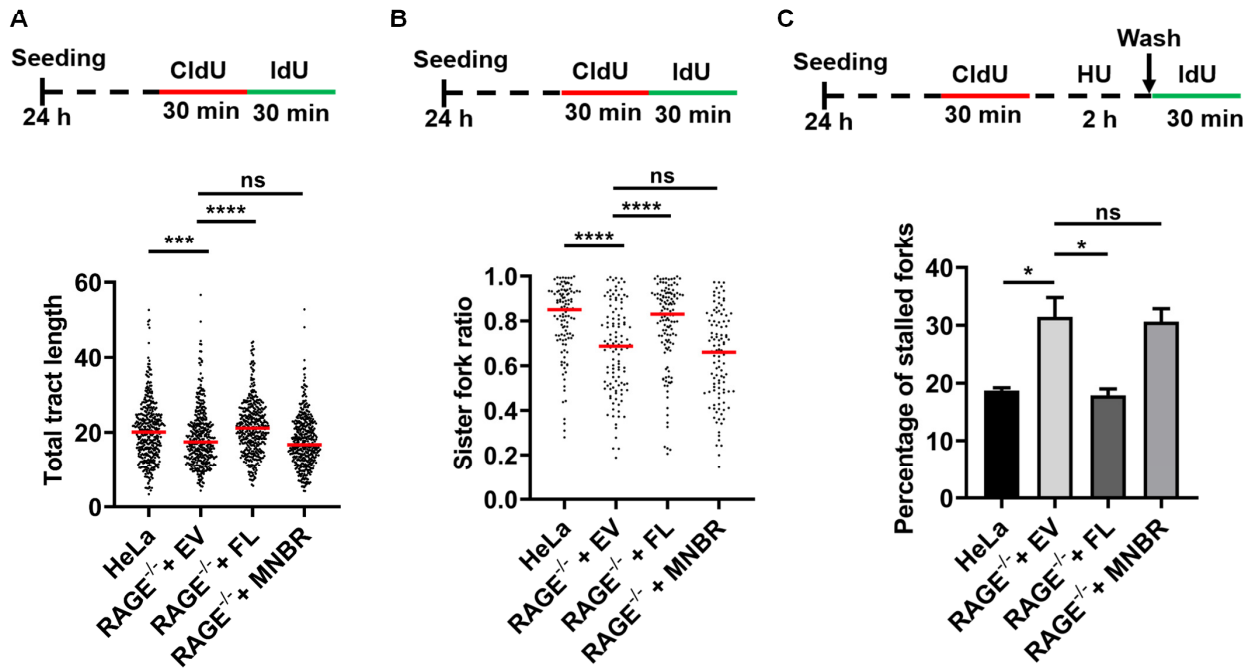 A
Seeding
CldU
IdU
24 h
30 min
30 min
ns
****
***
Total tract length
60
40
20
0
HeLa
RAGE-/- + EV
RAGE-/- + FL
RAGE-/- + MNBR
B
Seeding
CldU
IdU
24 h
30 min
30 min
ns
****
****
Sister fork ratio
1.0
0.8
0.6
0.4
0.2
0.0
HeLa
RAGE-/- + EV
RAGE-/- + FL
RAGE-/- + MNBR
C
Wash
Seeding
CldU
HU
IdU
24 h
30 min
2 h
30 min
ns
*
*
Percentage of stalled forks
40
30
20
10
0
HeLa
RAGE-/- + EV
RAGE-/- + FL
RAGE-/- + MNBR